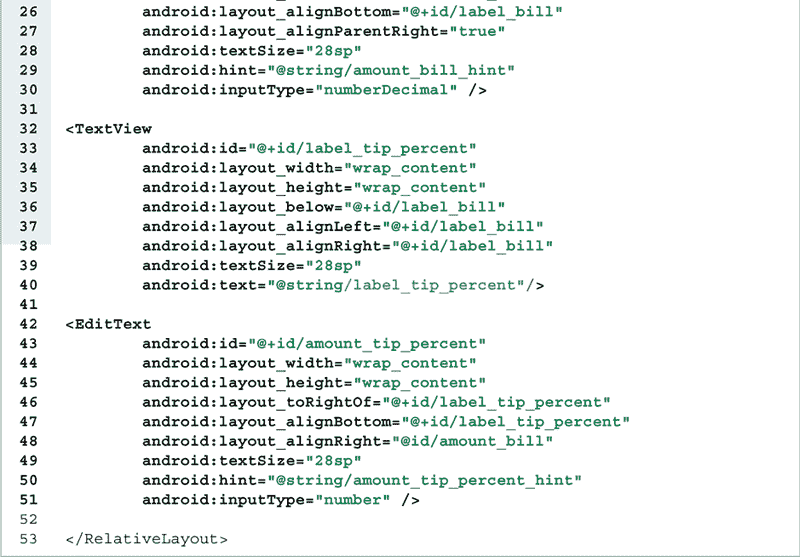 26 android:layout_alignBottom="@+id/label_bill"
27 android:layout_alignParentRight="true"
28 android:textSize="28sp"
29 android:hint="@string/amount_bill_hint"
30 android:inputType="numberDecimal" />
31
32 <TextView
33 android:id="@+id/label_tip_percent"
34 android:layout_width="wrap_content"
35 android:layout_height="wrap_content"
36 android:layout_below="@+id/label_bill"
37 android:layout_alignLeft="@+id/label_bill"
38 android:layout_alignRight="@+id/label_bill"
39 android:textSize="28sp"
40 android:text="@string/label_tip_percent"/>
41
42 <EditText
43 android:id="@+id/amount_tip_percent"
44 android:layout_width="wrap_content"
45 android:layout_height="wrap_content"
46 android:layout_toRightOf="@+id/label_tip_percent"
47 android:layout_alignBottom="@+id/label_tip_percent"
48 android:layout_alignRight="@id/amount_bill"
49 android:textSize="28sp"
50 android:hint="@string/amount_tip_percent_hint"
51 android:inputType="number" />
52
53 </RelativeLayout>